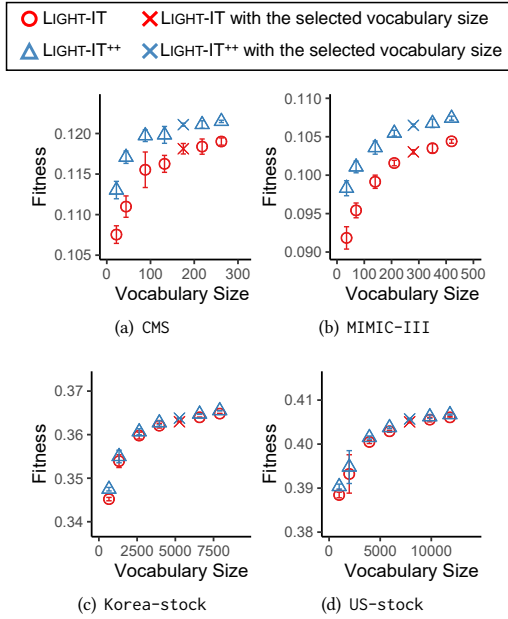 LIGHT-IT LIGHT-IT with the selected vocabulary size
LIGHT-IT++ LIGHT-IT++ with the selected vocabulary size
Fitness
0.120
0.115
0.110
0.105
0 100 200 300
Vocabulary Size
(a) CMS
Fitness
0.110
0.105
0.100
0.095
0.090
0 100 200 300 400 500
Vocabulary Size
(b) MIMIC-III
Fitness
0.37
0.36
0.35
0.34
0 2500 5000 7500
Vocabulary Size
(c) Korea-stock
Fitness
0.41
0.40
0.39
0.38
0 5000 10000
Vocabulary Size
(d) US-stock